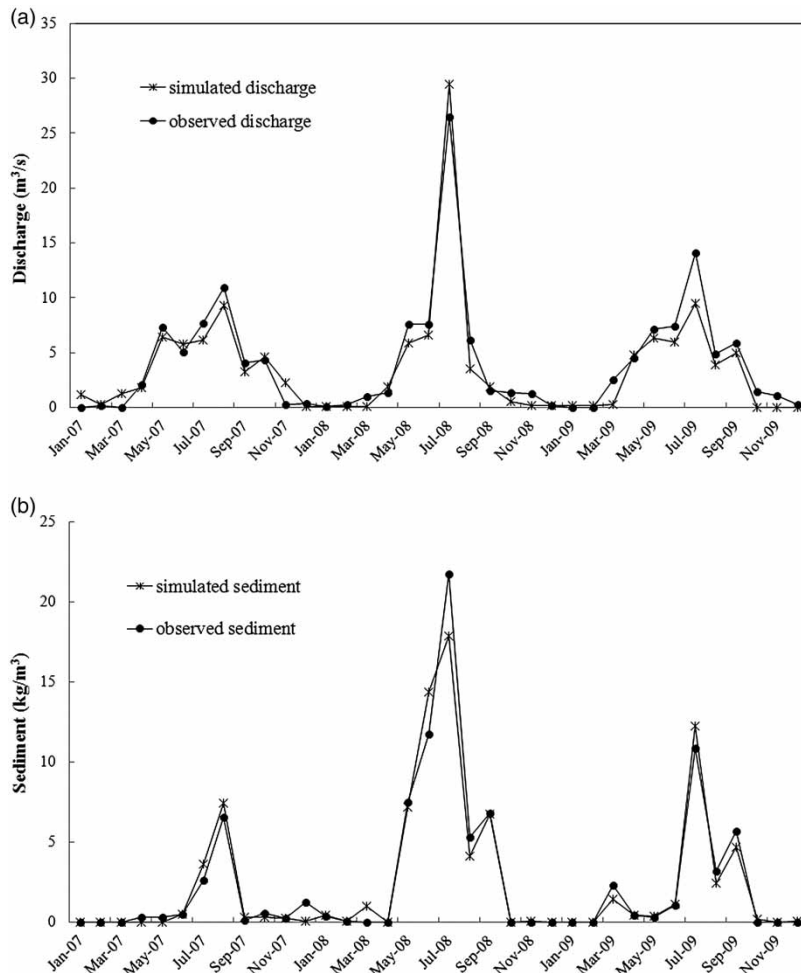 (a)
35
30
25
20
15
10
5
0
Discharge (m³/s)
simulated discharge
observed discharge
Jan-07
Mar-07
May-07
Jul-07
Sep-07
Nov-07
Jan-08
Mar-08
May-08
Jul-08
Sep-08
Nov-08
Jan-09
Mar-09
May-09
Jul-09
Sep-09
Nov-09
(b)
25
20
15
10
5
0
Sediment (kg/m³)
simulated sediment
observed sediment
Jan-07
Mar-07
May-07
Jul-07
Sep-07
Nov-07
Jan-08
Mar-08
May-08
Jul-08
Sep-08
Nov-08
Jan-09
Mar-09
May-09
Jul-09
Sep-09
Nov-09